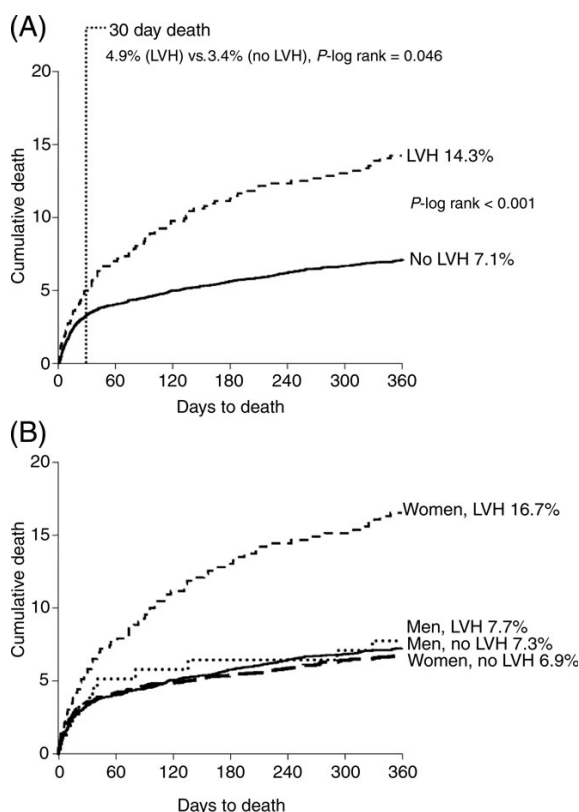 (A)
30 day death
4.9% (LVH) vs.3.4% (no LVH), P-log rank = 0.046
20
15
10
5
0
Cumulative death
LVH 14.3%
P-log rank < 0.001
No LVH 7.1%
0 60 120 180 240 300 360
Days to death
(B)
20
15
10
5
0
Cumulative death
Women, LVH 16.7%
Men, LVH 7.7%
Men, no LVH 7.3%
Women, no LVH 6.9%
0 60 120 180 240 300 360
Days to death